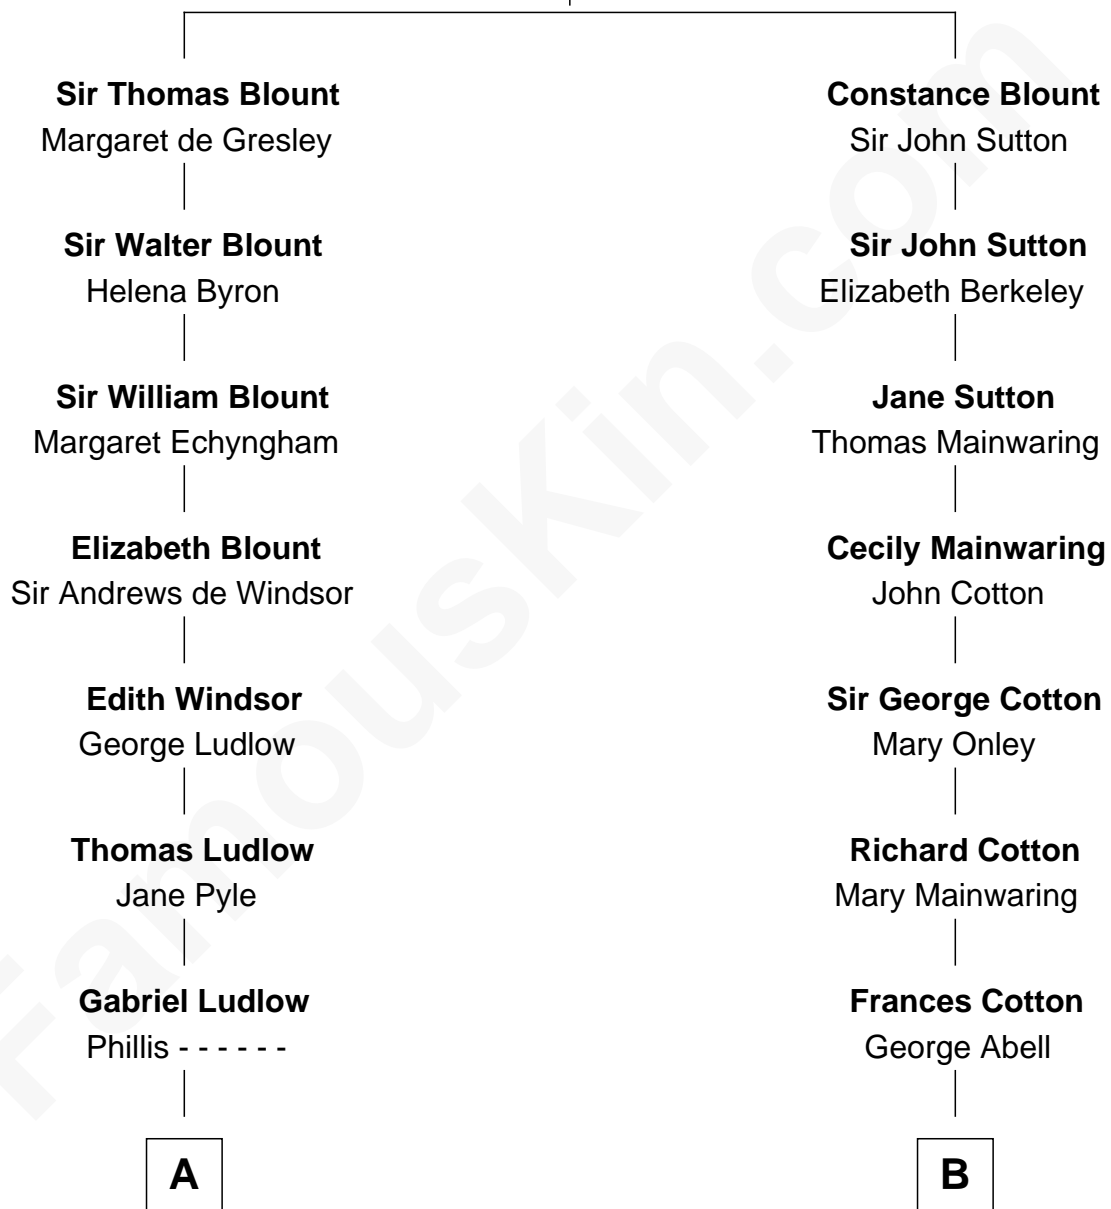 Sir Thomas Blount
Margaret de Gresley
Sir Walter Blount
Helena Byron
Sir William Blount
Margaret Echyngham
Elizabeth Blount
Sir Andrews de Windsor
Edith Windsor
George Ludlow
Thomas Ludlow
Jane Pyle
Gabriel Ludlow
Phillis - - - - - -
A
Constance Blount
Sir John Sutton
Sir John Sutton
Elizabeth Berkeley
Jane Sutton
Thomas Mainwaring
Cecily Mainwaring
John Cotton
Sir George Cotton
Mary Onley
Richard Cotton
Mary Mainwaring
Frances Cotton
George Abell
B
FamousKin.com